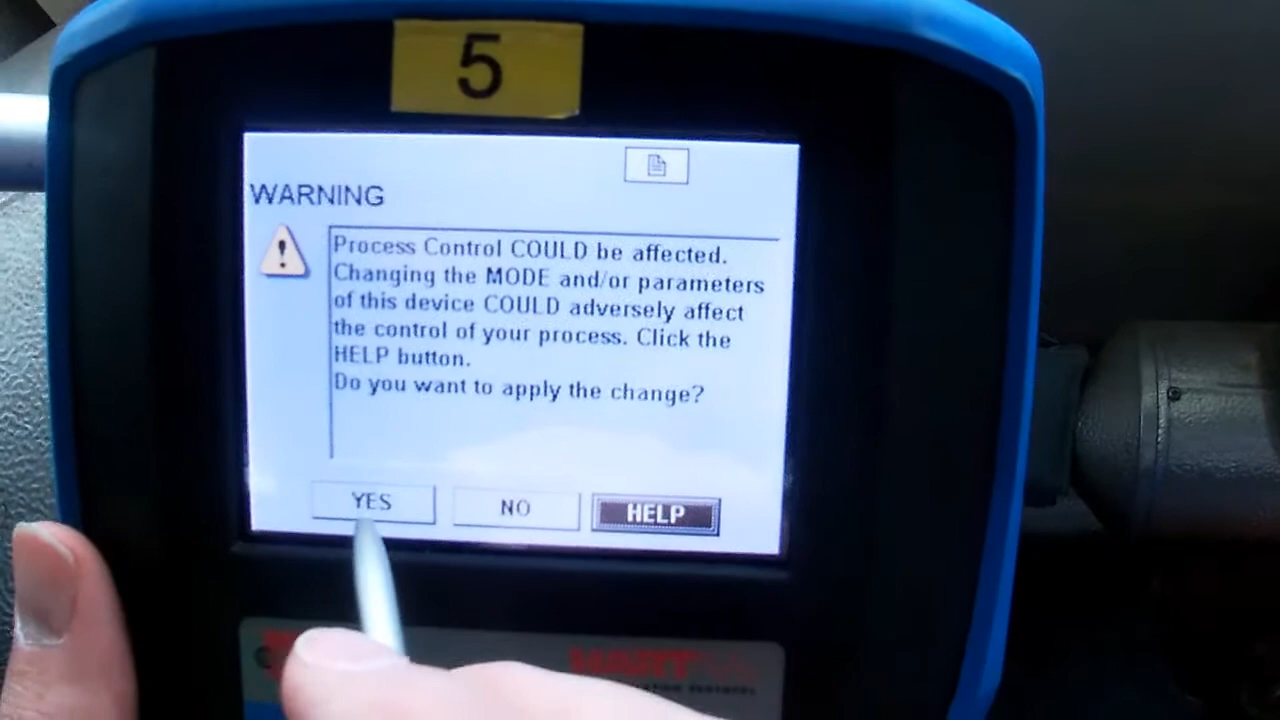 5
WARNING
Process Control COULD be affected.
Changing the MODE and/or parameters
of this device COULD adversely affect
the control of your process. Click the
HELP button.
Do you want to apply the change?
YES NO HELP
HART